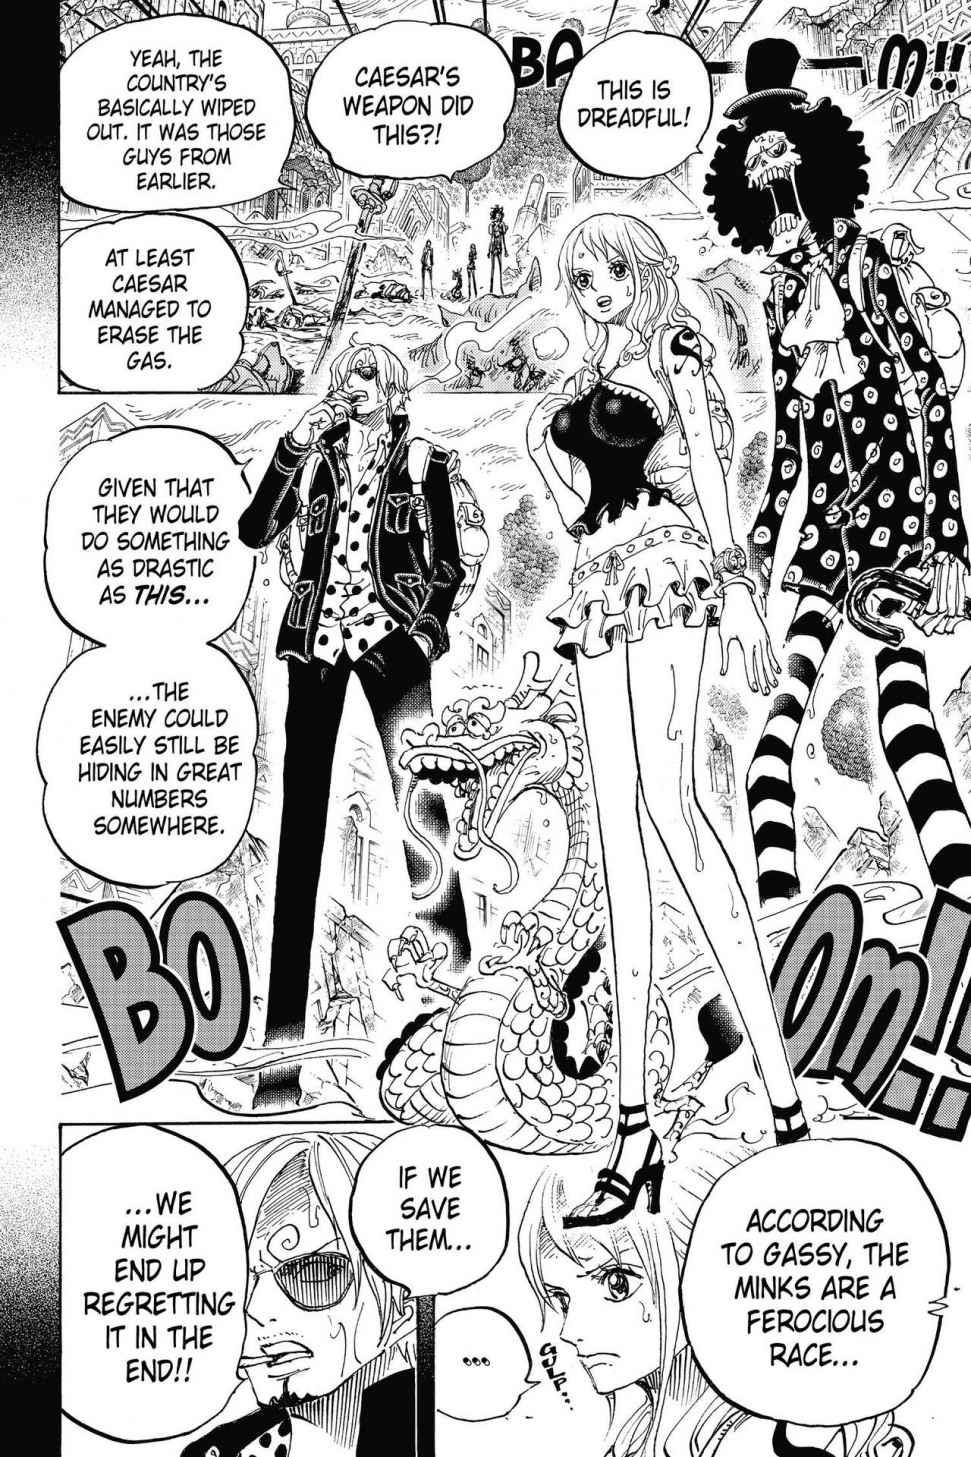 BA M!!
THIS IS
DREADFUL!
CAESAR'S
WEAPON DID
THIS?!
YEAH, THE
COUNTRY'S
BASICALLY WIPED
OUT. IT WAS THOSE
GUYS FROM
EARLIER.
AT LEAST
CAESAR
MANAGED TO
ERASE THE
GAS.
GIVEN THAT
THEY WOULD
DO SOMETHING
AS DRASTIC
AS THIS...
...THE
ENEMY COULD
EASILY STILL BE
HIDING IN GREAT
NUMBERS
SOMEWHERE.
BO Om!!
ACCORDING
TO GASSY, THE
MINKS ARE A
FEROCIOUS
RACE...
GULP...
...
IF WE
SAVE
THEM...
...WE
MIGHT
END UP
REGRETTING
IT IN THE
END!!